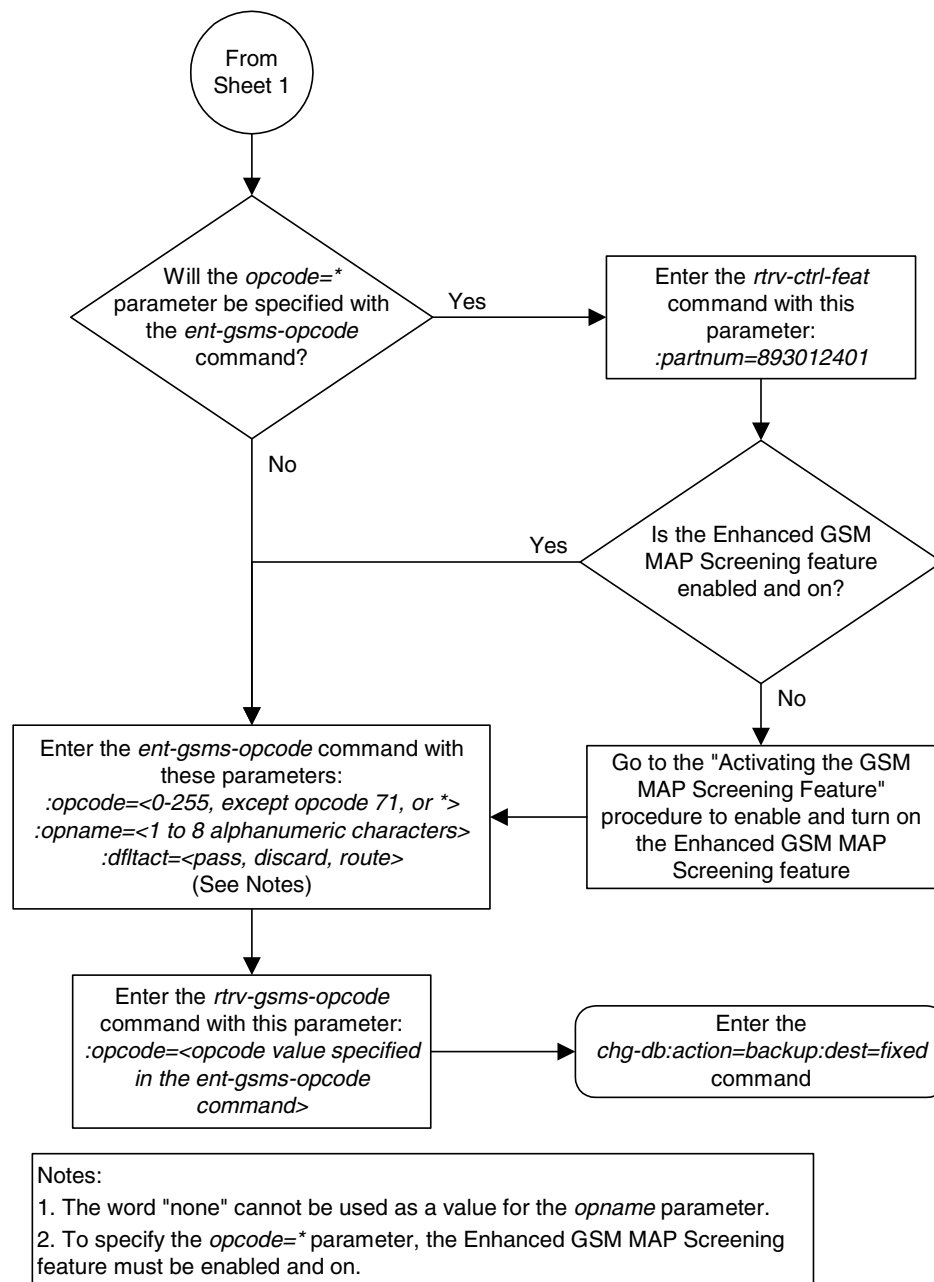 From
Sheet 1
Will the opcode=*
parameter be specified with
the ent-gsms-opcode
command?
Yes
Enter the rtrv-ctrl-feat
command with this
parameter:
:partnum=893012401
No
Yes
Is the Enhanced GSM
MAP Screening feature
enabled and on?
No
Enter the ent-gsms-opcode command with
these parameters:
:opcode=<0-255, except opcode 71, or *>
:opname=<1 to 8 alphanumeric characters>
:dfltact=<pass, discard, route>
(See Notes)
Go to the "Activating the GSM
MAP Screening Feature"
procedure to enable and turn on
the Enhanced GSM MAP
Screening feature
Enter the rtrv-gsms-opcode
command with this parameter:
:opcode=<opcode value specified
in the ent-gsms-opcode
command>
Enter the
chg-db:action=backup:dest=fixed
command
Notes:
1. The word "none" cannot be used as a value for the opname parameter.
2. To specify the opcode=* parameter, the Enhanced GSM MAP Screening
feature must be enabled and on.